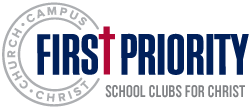 CAMPUS
CHURCH
CHRIST
FIRST PRIORITY
SCHOOL CLUBS FOR CHRIST